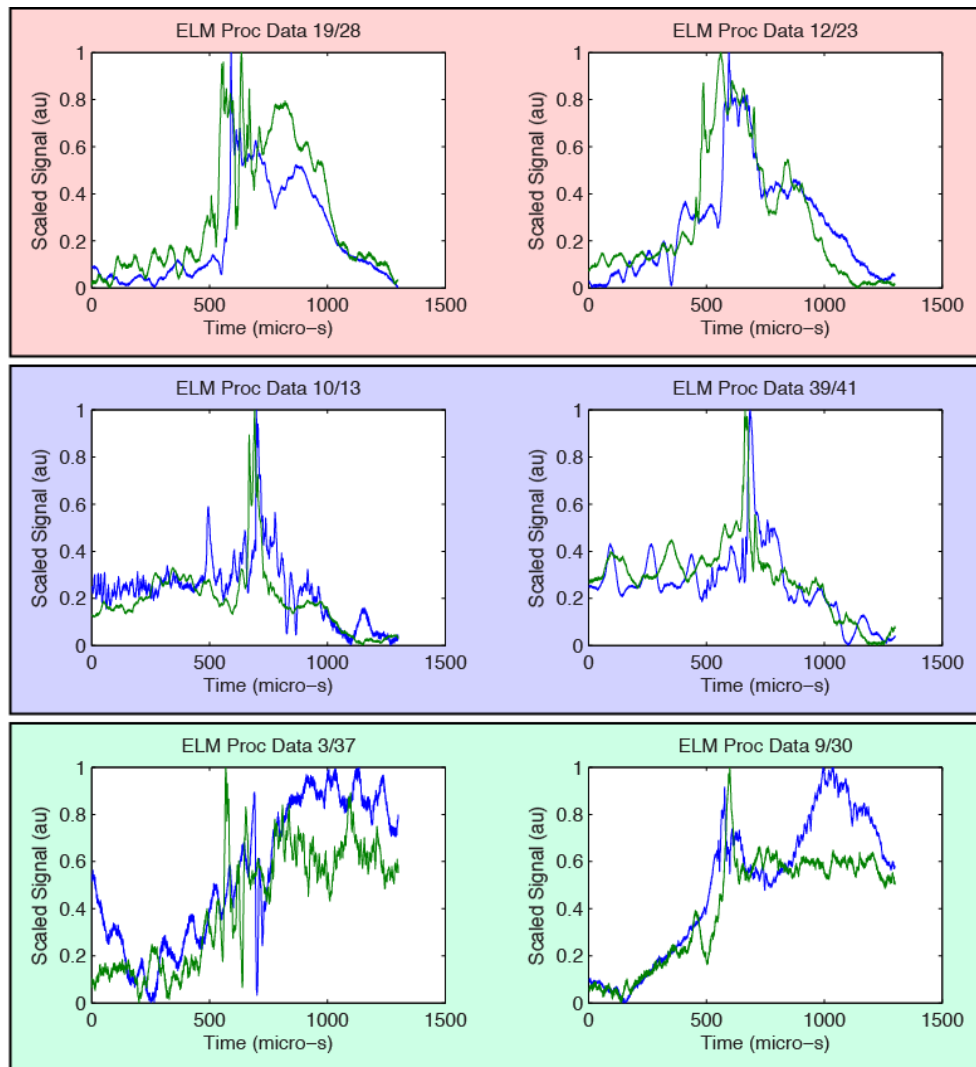 ELM Proc Data 19/28
1
0.8
0.6
0.4
0.2
0
Scaled Signal (au)
0 500 1000 1500
Time (micro-s)
ELM Proc Data 12/23
1
0.8
0.6
0.4
0.2
0
Scaled Signal (au)
0 500 1000 1500
Time (micro-s)
ELM Proc Data 10/13
1
0.8
0.6
0.4
0.2
0
Scaled Signal (au)
0 500 1000 1500
Time (micro-s)
ELM Proc Data 39/41
1
0.8
0.6
0.4
0.2
0
Scaled Signal (au)
0 500 1000 1500
Time (micro-s)
ELM Proc Data 3/37
1
0.8
0.6
0.4
0.2
0
Scaled Signal (au)
0 500 1000 1500
Time (micro-s)
ELM Proc Data 9/30
1
0.8
0.6
0.4
0.2
0
Scaled Signal (au)
0 500 1000 1500
Time (micro-s)